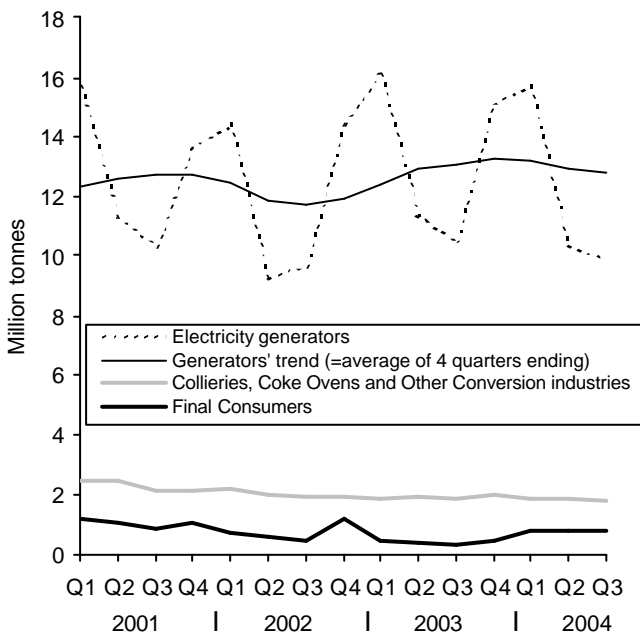 18
16
14
12
10
8
6
4
2
0
Million tonnes
Electricity generators
Generators' trend (=average of 4 quarters ending)
Collieries, Coke Ovens and Other Conversion industries
Final Consumers
Q1 Q2 Q3 Q4 Q1 Q2 Q3 Q4 Q1 Q2 Q3 Q4 Q1 Q2 Q3
2001 | 2002 | 2003 | 2004